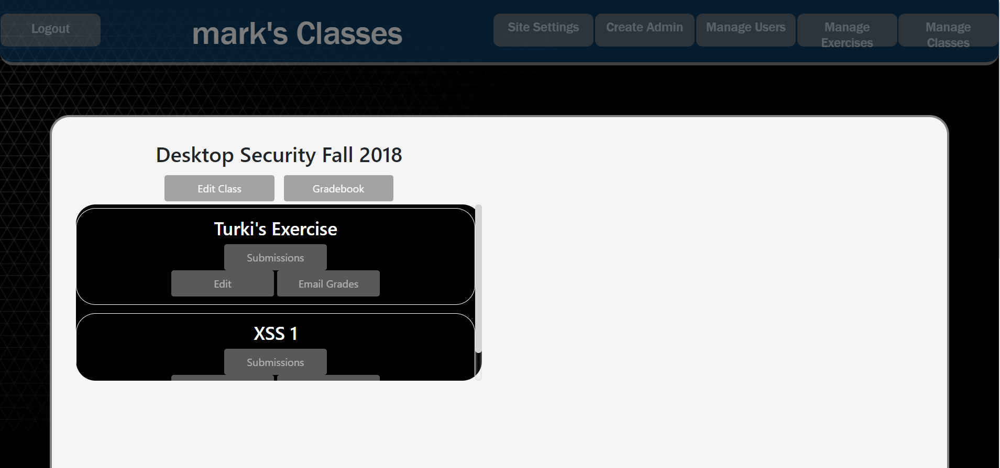 Logout
mark's Classes
Site Settings
Create Admin
Manage Users
Manage
Exercises
Manage
Classes
Desktop Security Fall 2018
Edit Class
Gradebook
Turki's Exercise
Submissions
Edit
Email Grades
XSS 1
Submissions